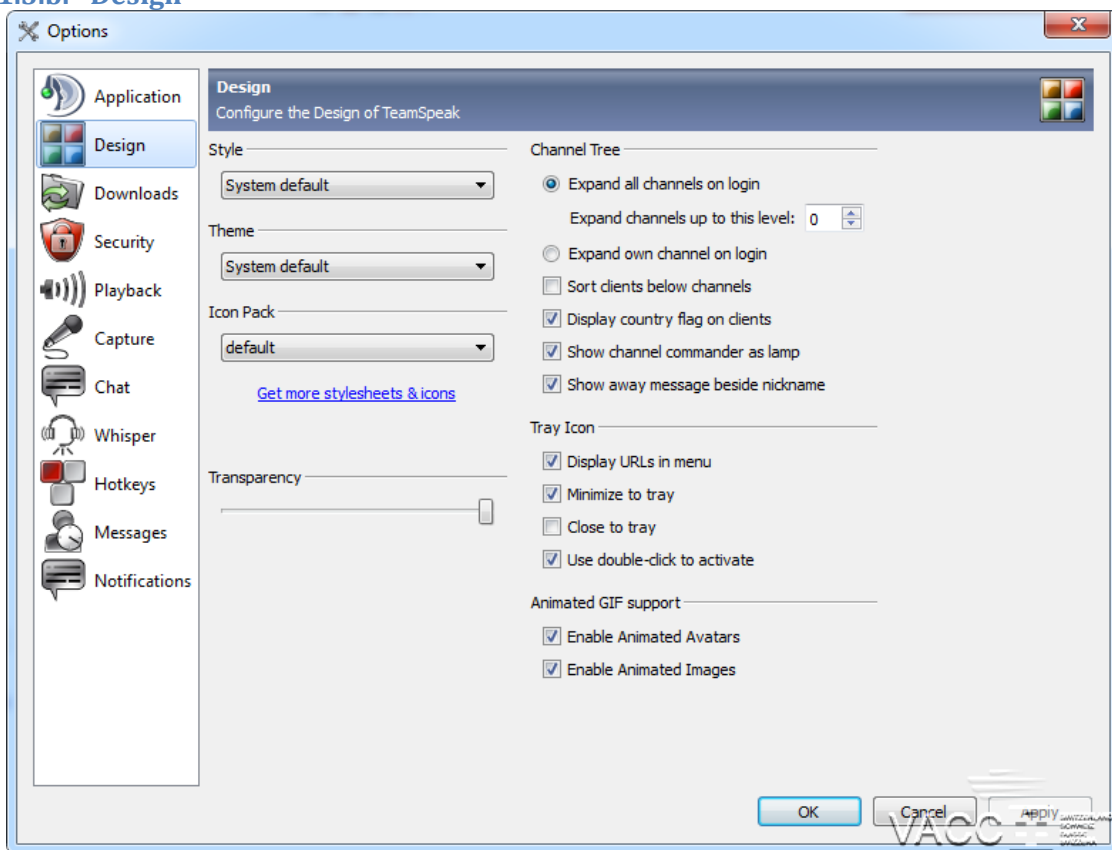 Design
Options
Application
Design
Downloads
Security
Playback
Capture
Chat
Whisper
Hotkeys
Messages
Notifications
Design
Configure the Design of TeamSpeak
Style
System default
Theme
System default
Icon Pack
default
Get more stylesheets & icons
Transparency
Channel Tree
Expand all channels on login
Expand channels up to this level: 0
Expand own channel on login
Sort clients below channels
Display country flag on clients
Show channel commander as lamp
Show away message beside nickname
Tray Icon
Display URLs in menu
Minimize to tray
Close to tray
Use double-click to activate
Animated GIF support
Enable Animated Avatars
Enable Animated Images
OK
Cancel
Apply
VACC